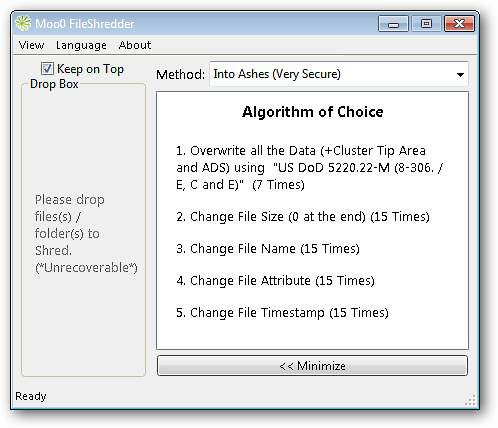 Moo0 FileShredder
View Language About
Keep on Top
Method: Into Ashes (Very Secure)
Drop Box
Please drop
files(s) /
folder(s) to
Shred.
(*Unrecoverable*)
Algorithm of Choice
1. Overwrite all the Data (+Cluster Tip Area
and ADS) using "US DoD 5220.22-M (8-306. /
E, C and E)" (7 Times)
2. Change File Size (0 at the end) (15 Times)
3. Change File Name (15 Times)
4. Change File Attribute (15 Times)
5. Change File Timestamp (15 Times)
<< Minimize
Ready